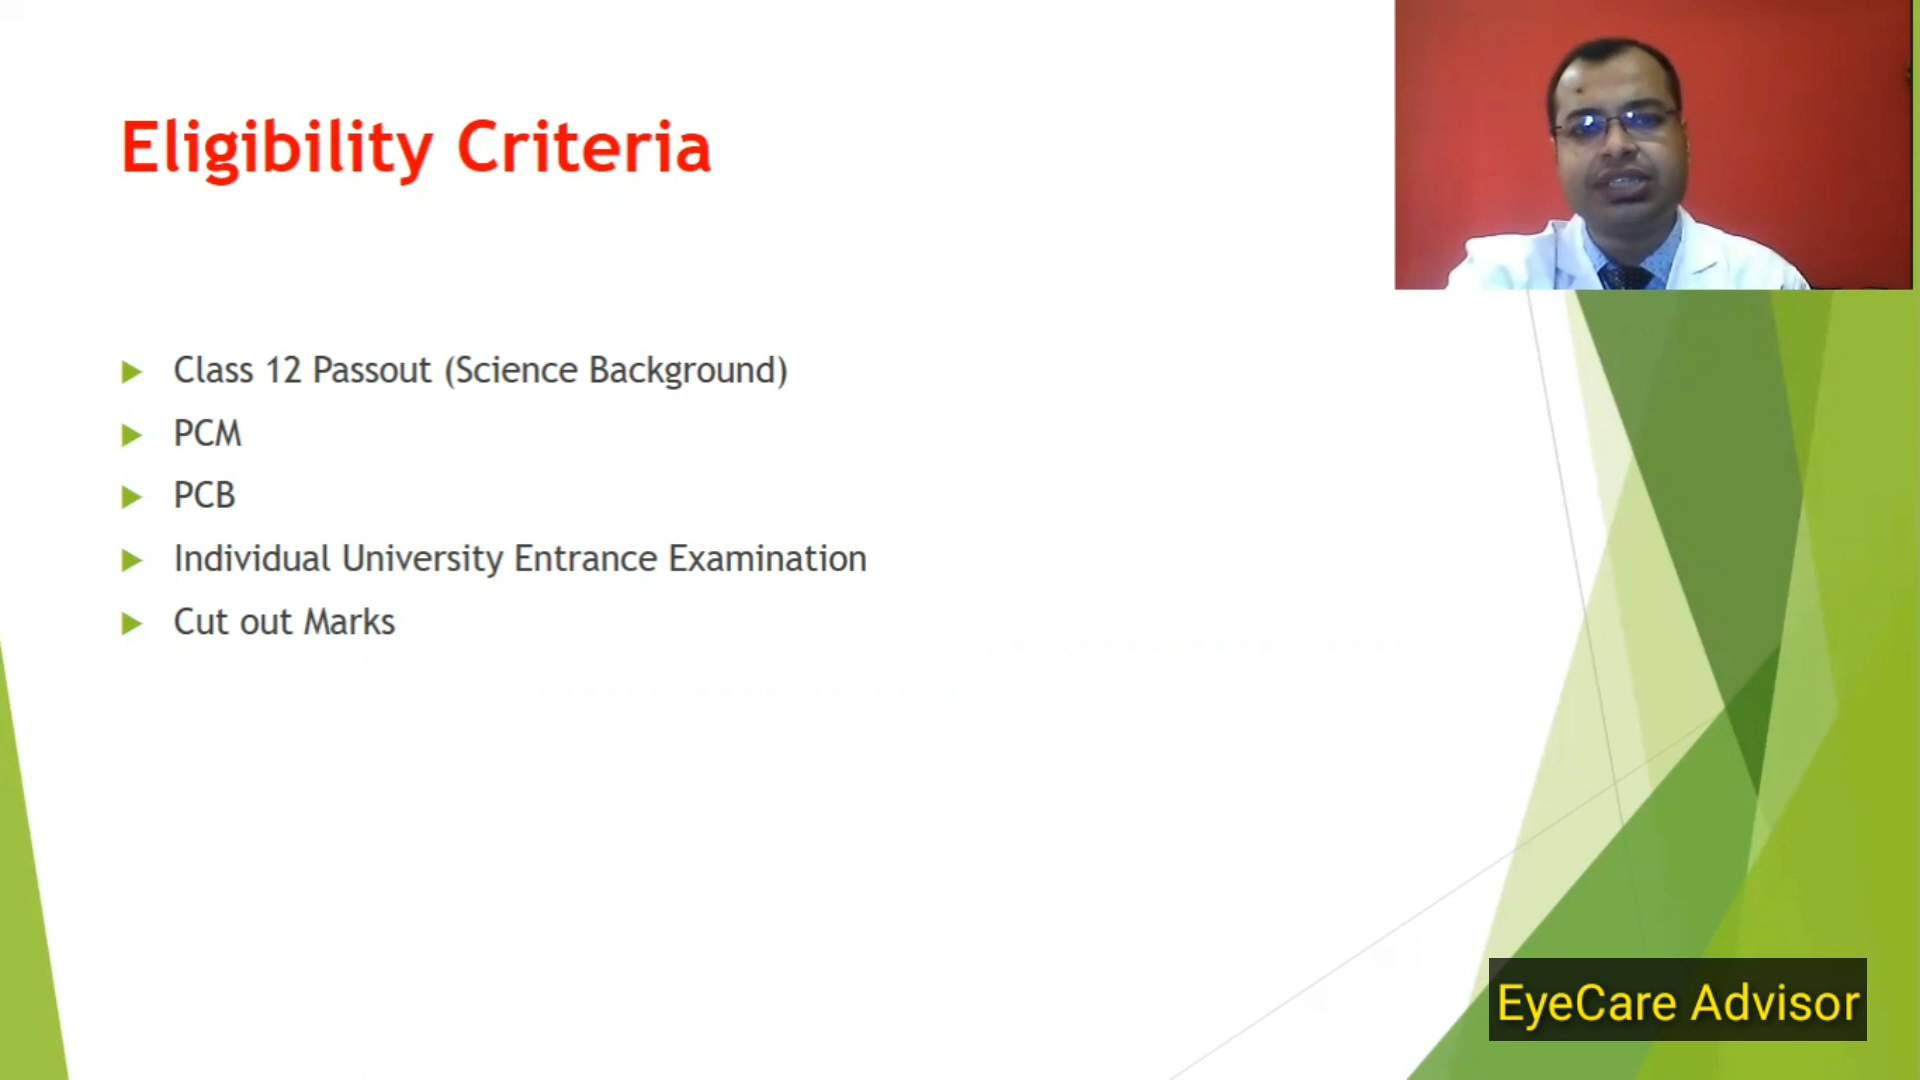 Eligibility Criteria
Class 12 Passout (Science Background)
PCM
PCB
Individual University Entrance Examination
Cut out Marks
EyeCare Advisor